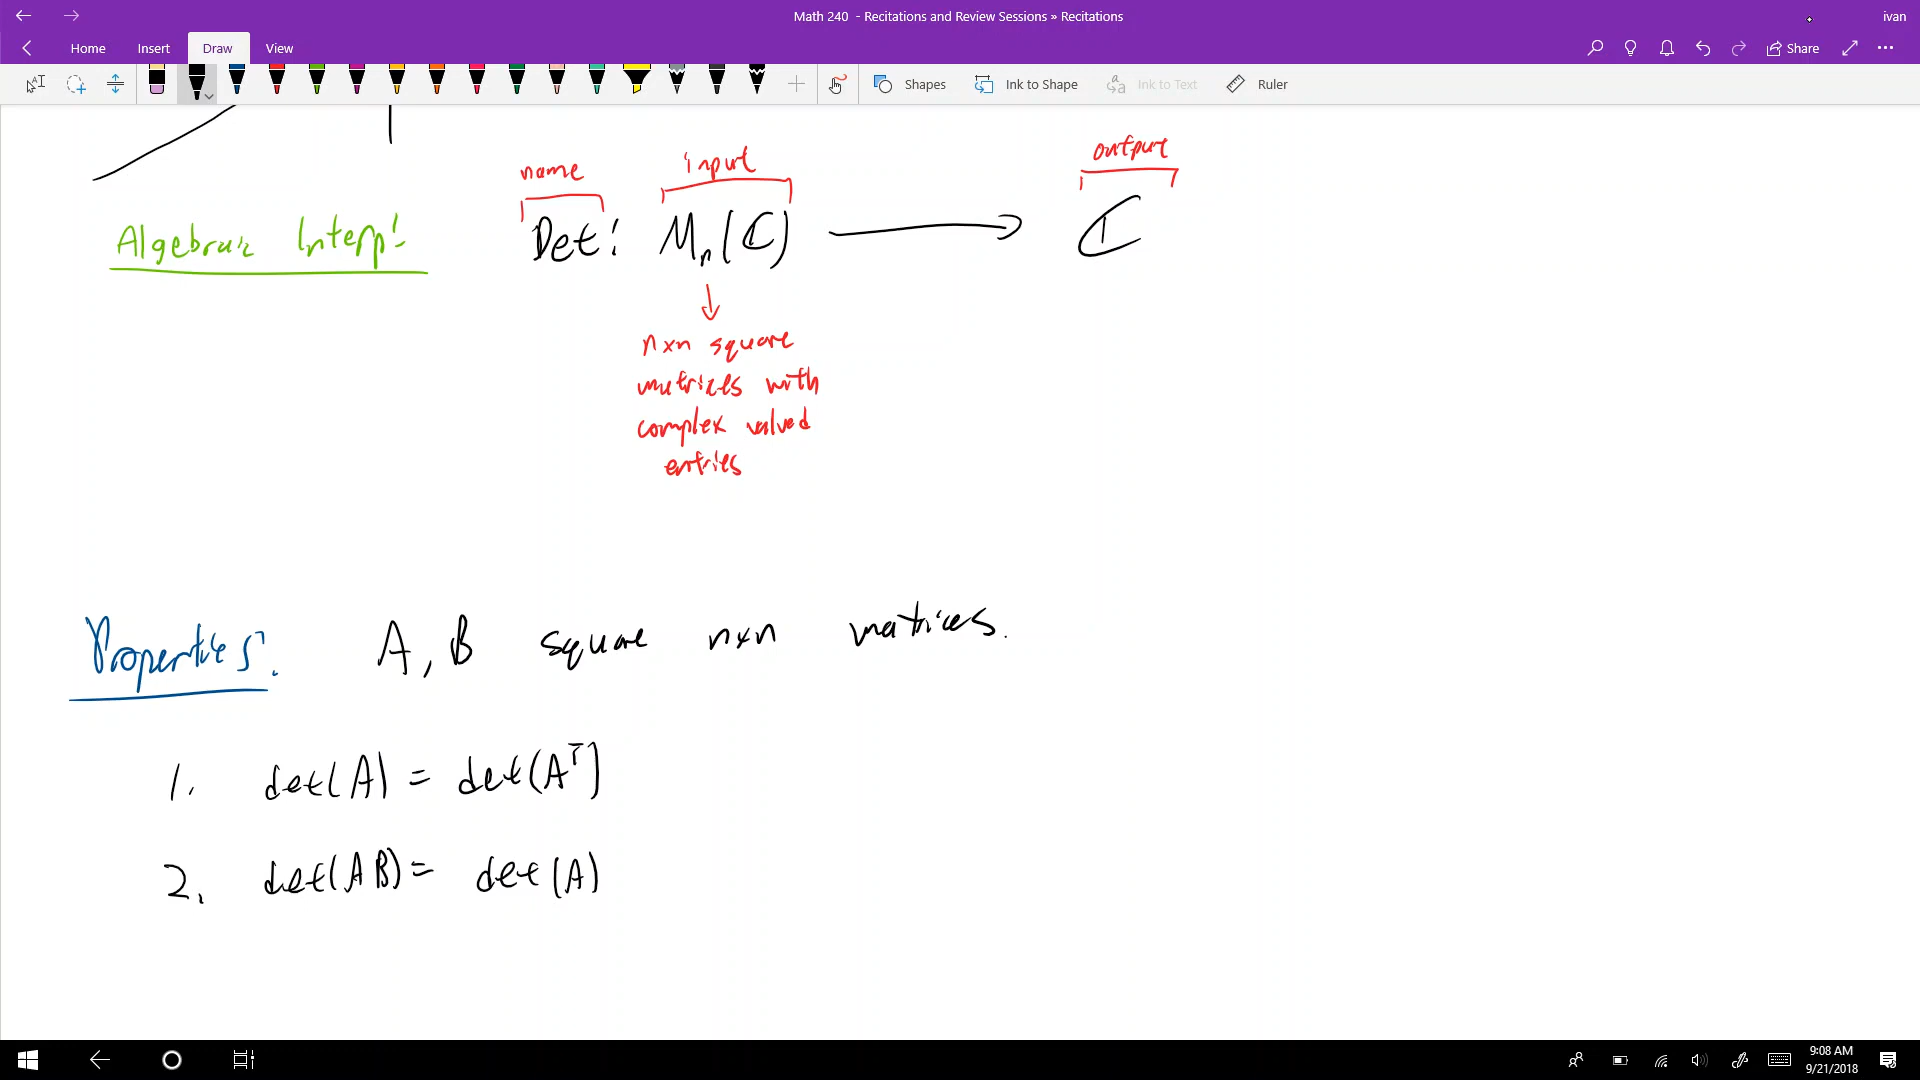 Math 240 - Recitations and Review Sessions » Recitations
ivan
Home Insert Draw View
Share
Shapes Ink to Shape Ink to Text Ruler
name input output
Algebraic Interp: Det: Mₙ(ℂ) → ℂ
↓
n×n square
matrices with
complex valued
entries
Properties: A, B square n×n matrices.
1. det(A) = det(Aᵀ)
2. det(AB) = det(A)
9:08 AM
9/21/2018